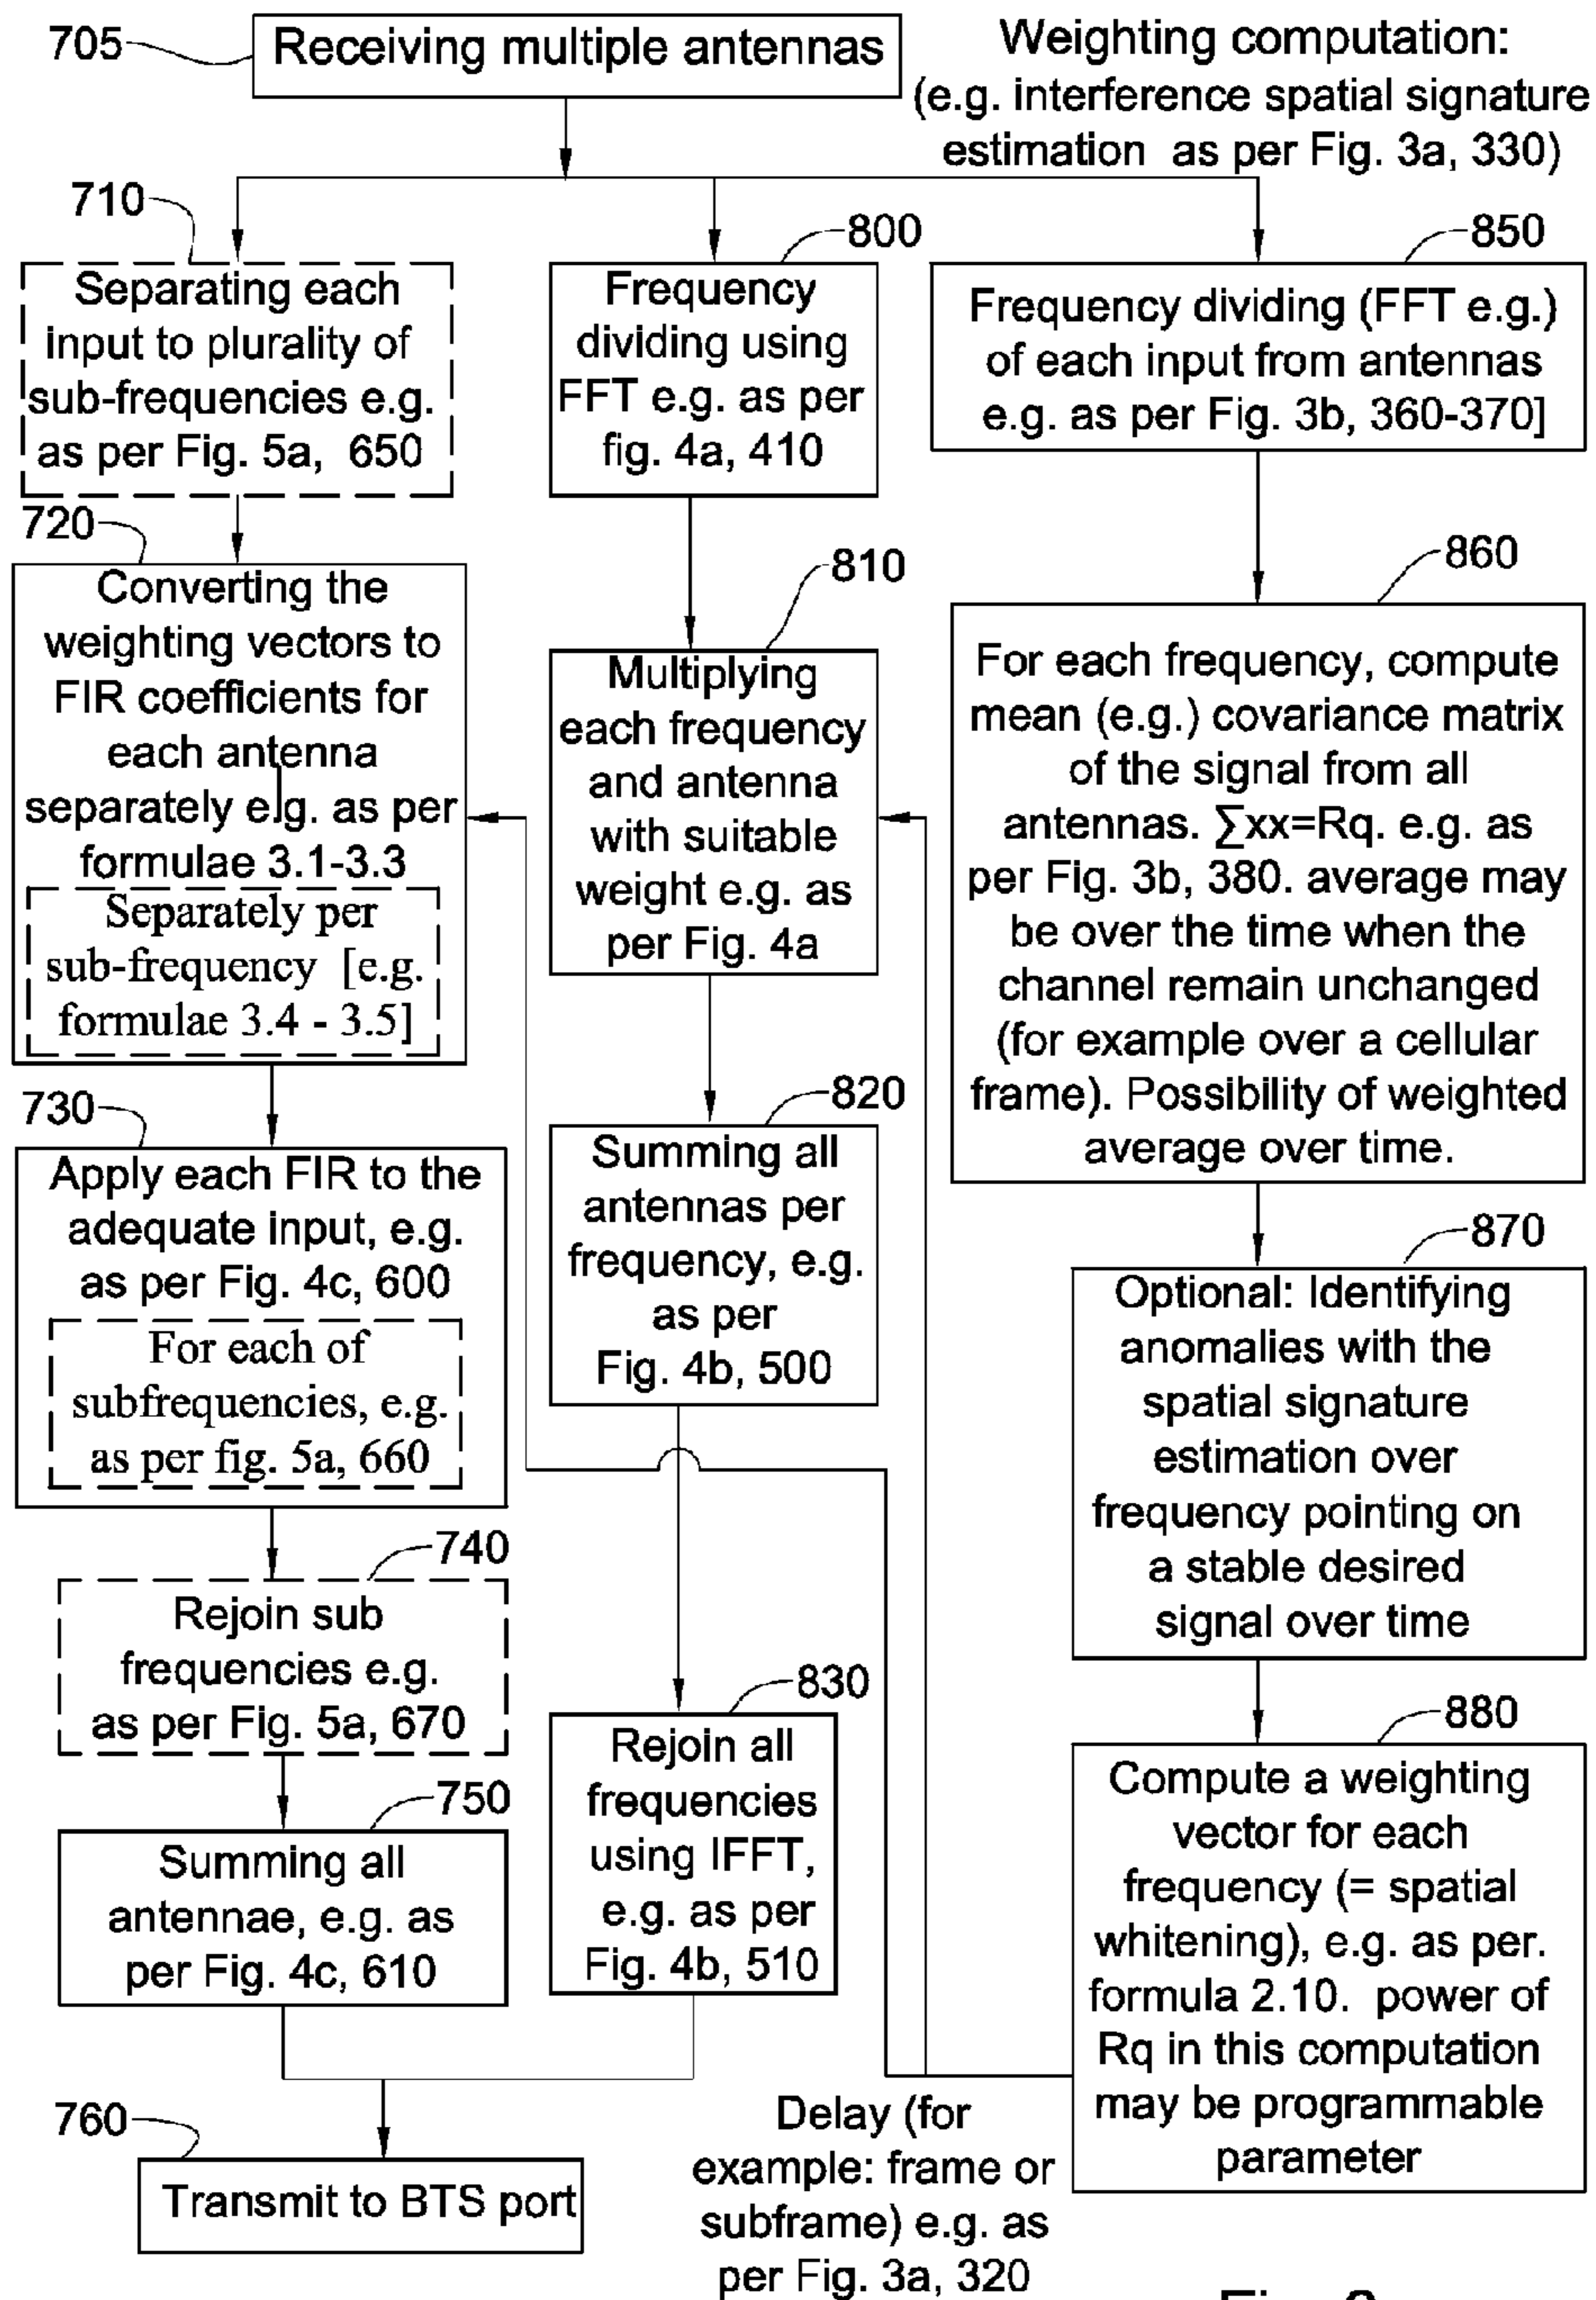 705
Receiving multiple antennas
Weighting computation:
(e.g. interference spatial signature
estimation as per Fig. 3a, 330)
710
Separating each
input to plurality of
sub-frequencies e.g.
as per Fig. 5a, 650
720
Converting the
weighting vectors to
FIR coefficients for
each antenna
separately e.g. as per
formulae 3.1-3.3
Separately per
sub-frequency [e.g.
formulae 3.4 - 3.5]
730
Apply each FIR to the
adequate input, e.g.
as per Fig. 4c, 600
For each of
subfrequencies, e.g.
as per fig. 5a, 660
740
Rejoin sub
frequencies e.g.
as per Fig. 5a, 670
750
Summing all
antennae, e.g. as
per Fig. 4c, 610
760
Transmit to BTS port
800
Frequency
dividing using
FFT e.g. as per
fig. 4a, 410
810
Multiplying
each frequency
and antenna
with suitable
weight e.g. as
per Fig. 4a
820
Summing all
antennas per
frequency, e.g.
as per
Fig. 4b, 500
830
Rejoin all
frequencies
using IFFT,
e.g. as per
Fig. 4b, 510
Delay (for
example: frame or
subframe) e.g. as
per Fig. 3a, 320
850
Frequency dividing (FFT e.g.)
of each input from antennas
e.g. as per Fig. 3b, 360-370]
860
For each frequency, compute
mean (e.g.) covariance matrix
of the signal from all
antennas. ∑xx=Rq. e.g. as
per Fig. 3b, 380. average may
be over the time when the
channel remain unchanged
(for example over a cellular
frame). Possibility of weighted
average over time.
870
Optional: Identifying
anomalies with the
spatial signature
estimation over
frequency pointing on
a stable desired
signal over time
880
Compute a weighting
vector for each
frequency (= spatial
whitening), e.g. as per.
formula 2.10. power of
Rq in this computation
may be programmable
parameter